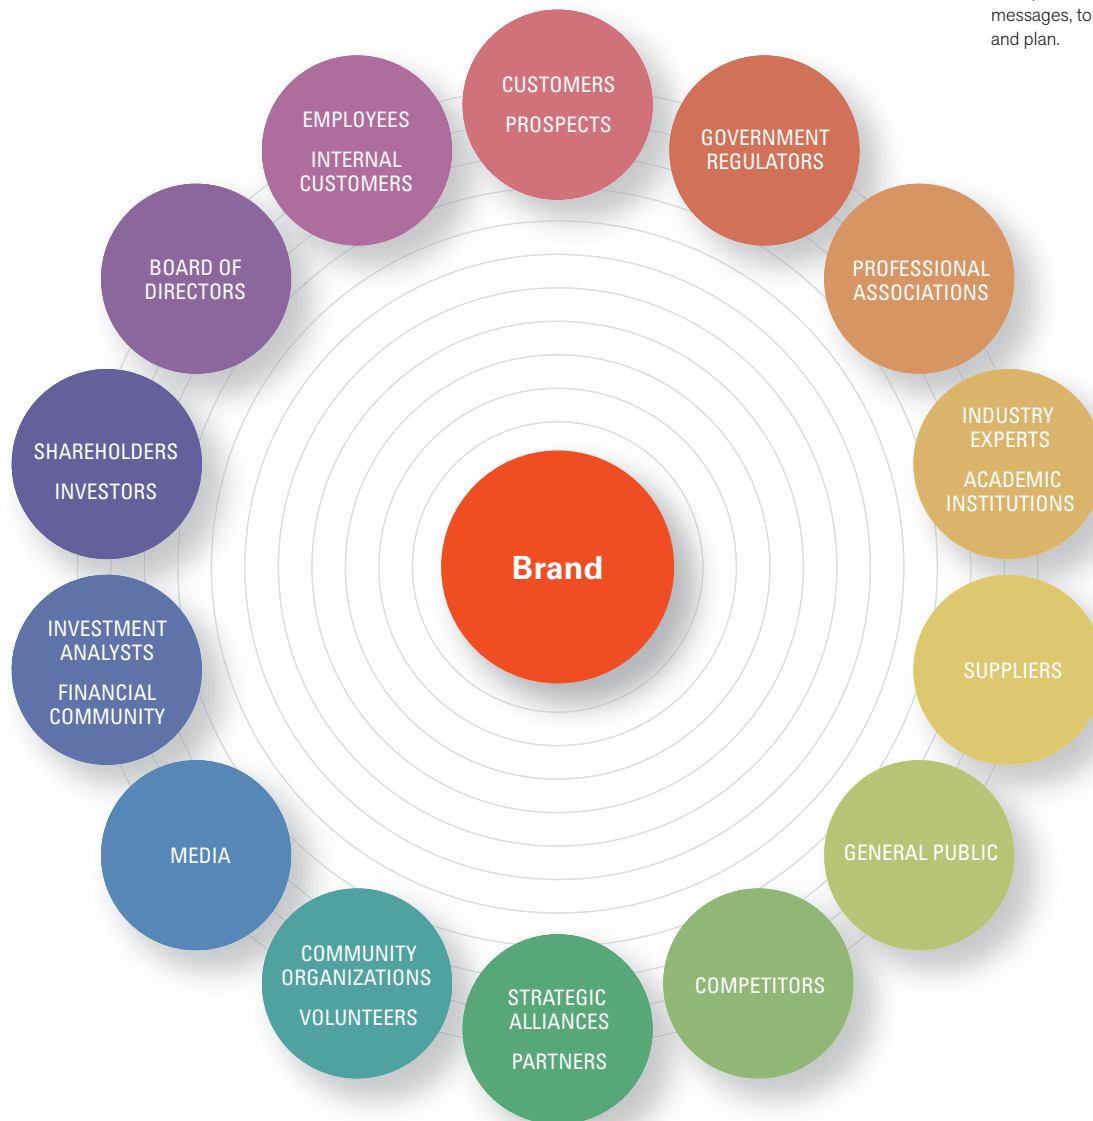 messages, to
and plan.
CUSTOMERS
PROSPECTS
GOVERNMENT
REGULATORS
PROFESSIONAL
ASSOCIATIONS
INDUSTRY
EXPERTS
ACADEMIC
INSTITUTIONS
SUPPLIERS
GENERAL PUBLIC
COMPETITORS
STRATEGIC
ALLIANCES
PARTNERS
COMMUNITY
ORGANIZATIONS
VOLUNTEERS
MEDIA
INVESTMENT
ANALYSTS
FINANCIAL
COMMUNITY
SHAREHOLDERS
INVESTORS
BOARD OF
DIRECTORS
EMPLOYEES
INTERNAL
CUSTOMERS
Brand